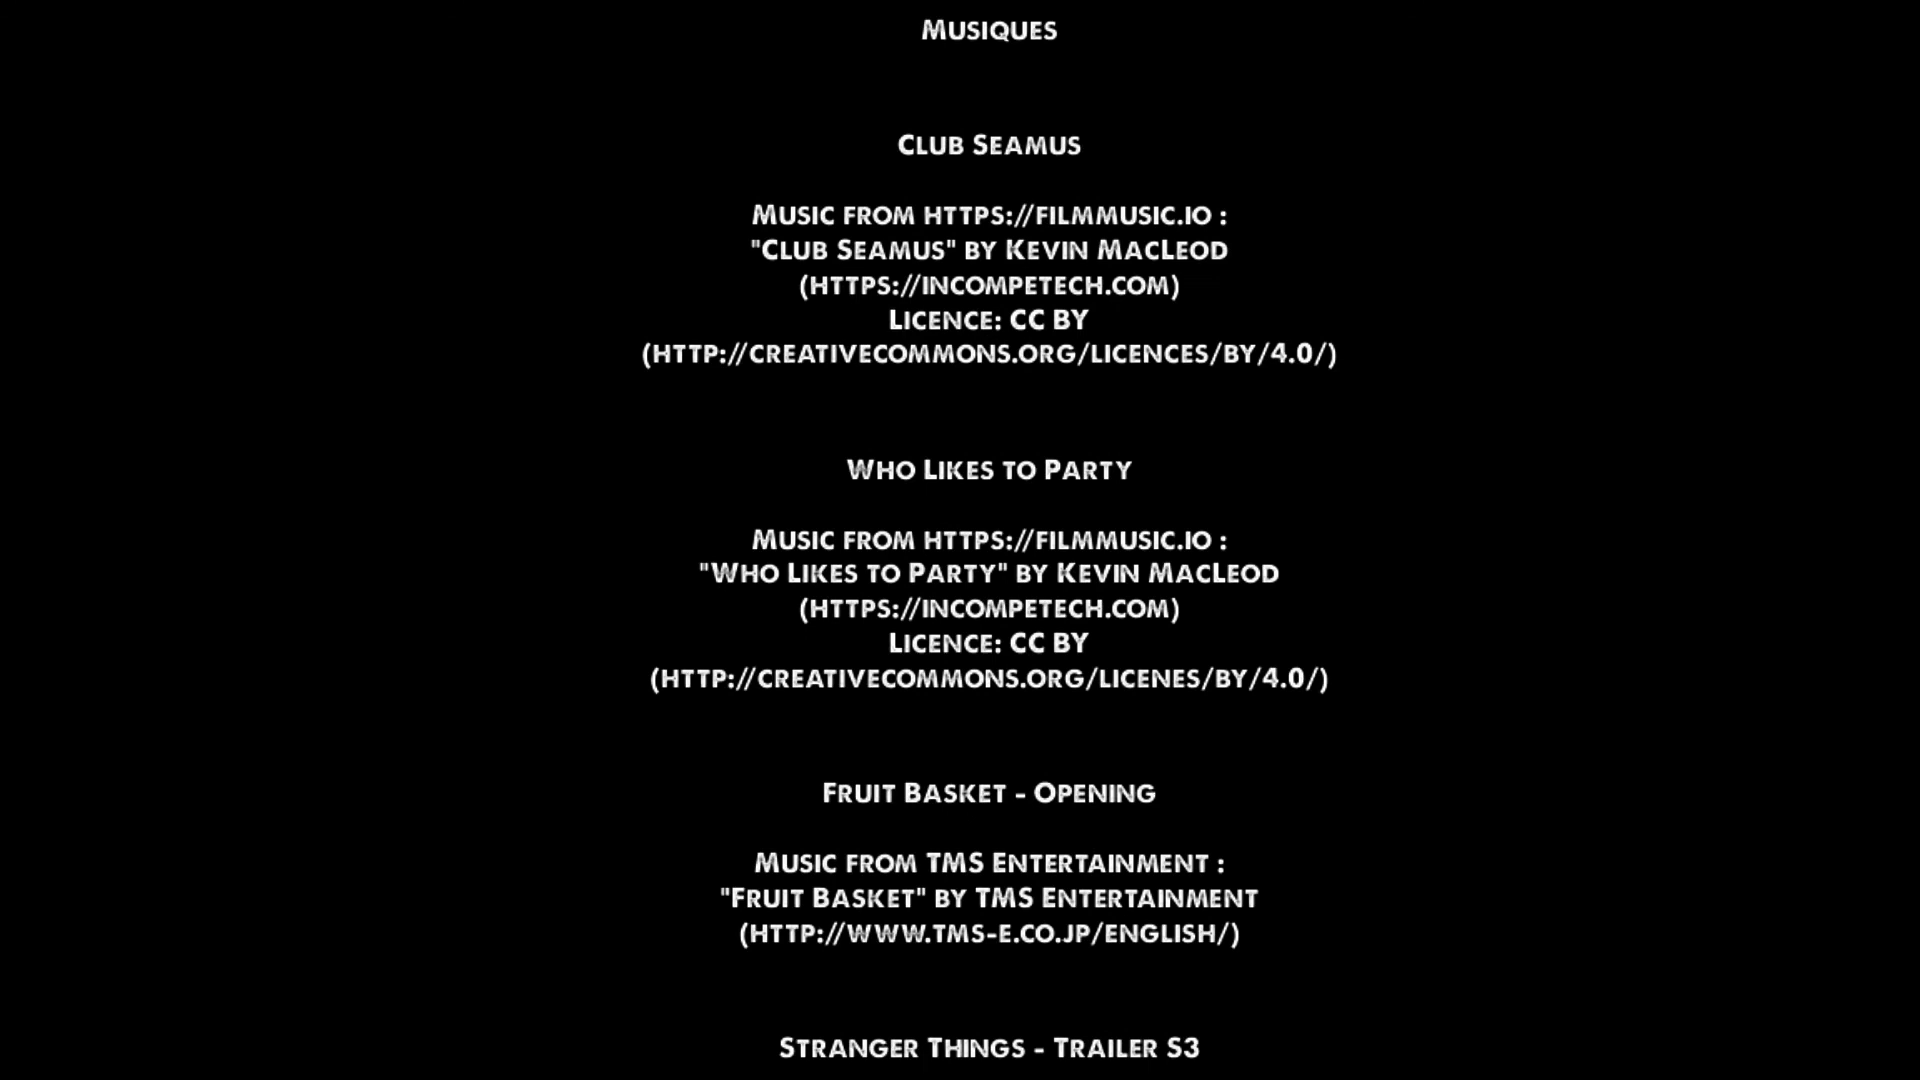 Musiques
Club Seamus
Music from https://filmmusic.io :
"Club Seamus" by Kevin MacLeod
(https://incompetech.com)
Licence: CC BY
(http://creativecommons.org/licences/by/4.0/)
Who Likes to Party
Music from https://filmmusic.io :
"Who Likes to Party" by Kevin MacLeod
(https://incompetech.com)
Licence: CC BY
(http://creativecommons.org/licenes/by/4.0/)
Fruit Basket - Opening
Music from TMS Entertainment :
"Fruit Basket" by TMS Entertainment
(http://www.tms-e.co.jp/english/)
Stranger Things - Trailer S3